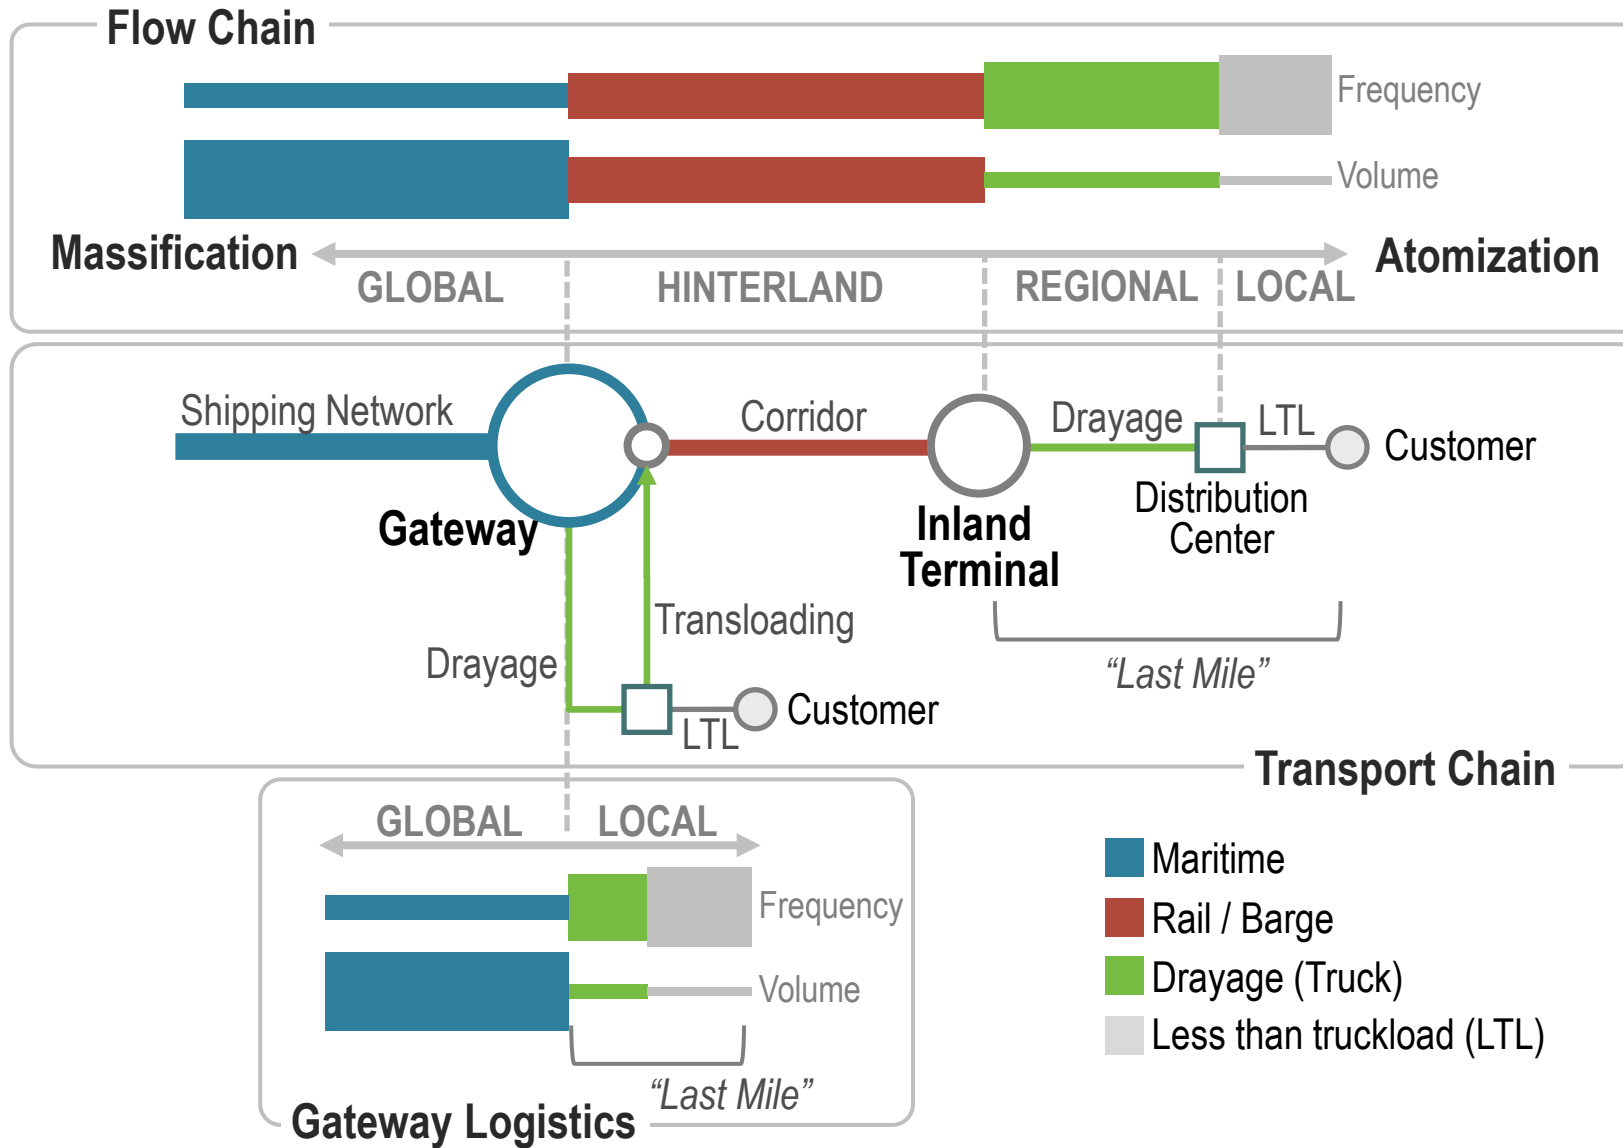 Flow Chain
Frequency
Volume
Massification
Atomization
GLOBAL
HINTERLAND
REGIONAL
LOCAL
Shipping Network
Corridor
Drayage
LTL
Customer
Gateway
Inland
Terminal
Distribution
Center
Transloading
Drayage
"Last Mile"
LTL
Customer
Transport Chain
GLOBAL
LOCAL
Frequency
Volume
"Last Mile"
Gateway Logistics
Maritime
Rail / Barge
Drayage (Truck)
Less than truckload (LTL)